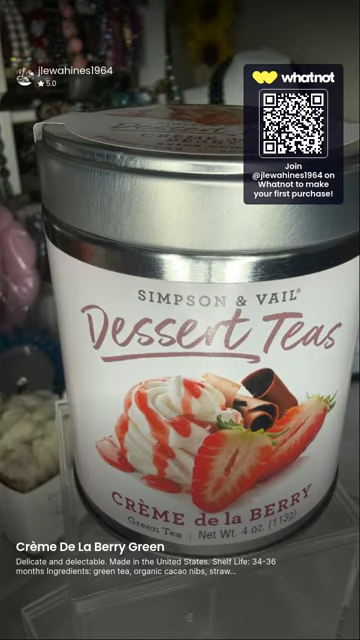 jlewahines1964
5.0
whatnot
Join
@jlewahines1964 on
Whatnot to make
your first purchase!
Dessert T
SIMPSON & VAIL®
Dessert Teas
CRÈME de la BERRY
Green Tea | Net Wt. 4 oz. (113g)
Crème De La Berry Green
Delicate and delectable. Made in the United States. Shelf Life: 34-36
months Ingredients: green tea, organic cacao nibs, straw...